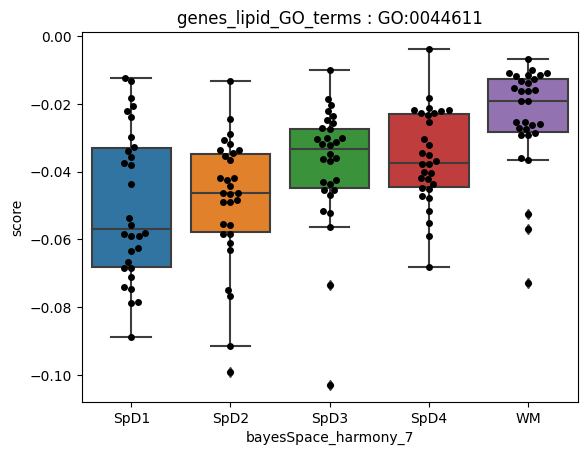 genes_lipid_GO_terms : GO:0044611
0.00
−0.02
−0.04
−0.06
−0.08
−0.10
score
SpD1 SpD2 SpD3 SpD4 WM
bayesSpace_harmony_7